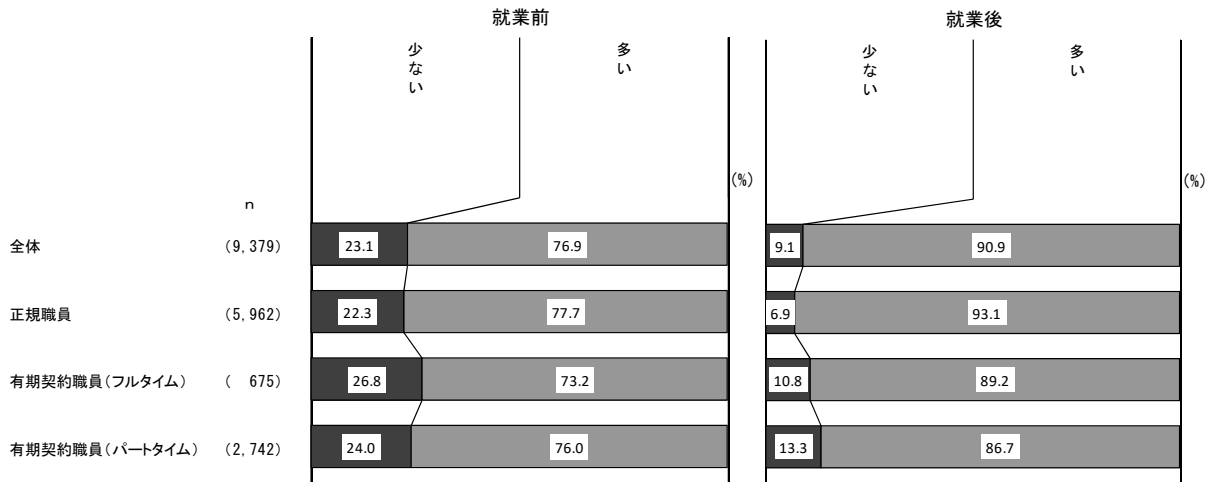 就業前 就業後
少ない 多い 少ない 多い
(%) (%)
n
全体 (9,379) 23.1 76.9 9.1 90.9
正規職員 (5,962) 22.3 77.7 6.9 93.1
有期契約職員(フルタイム) ( 675) 26.8 73.2 10.8 89.2
有期契約職員(パートタイム) (2,742) 24.0 76.0 13.3 86.7